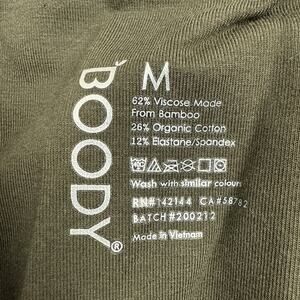 BOODY®
M
62% Viscose Made
From Bamboo
26% Organic Cotton
12% Elastane/Spandex
Wash with similar colours
RN#142144 CA#58782
BATCH#200212
Made in Vietnam